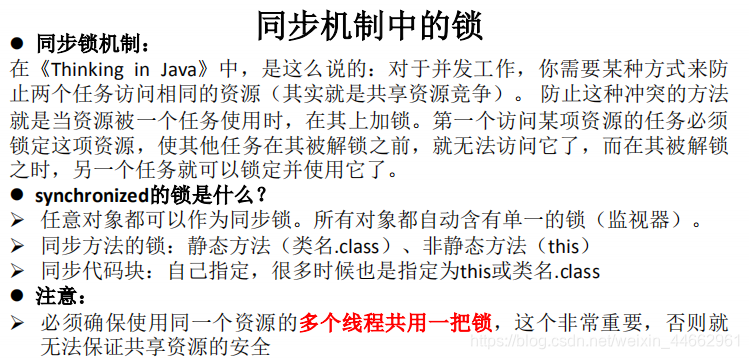 同步机制中的锁
● 同步锁机制：
在《Thinking in Java》中，是这么说的：对于并发工作，你需要某种方式来防
止两个任务访问相同的资源（其实就是共享资源竞争）。 防止这种冲突的方法
就是当资源被一个任务使用时，在其上加锁。第一个访问某项资源的任务必须
锁定这项资源，使其他任务在其被解锁之前，就无法访问它了，而在其被解锁
之时，另一个任务就可以锁定并使用它了。
● synchronized的锁是什么？
➢ 任意对象都可以作为同步锁。所有对象都自动含有单一的锁（监视器）。
➢ 同步方法的锁：静态方法（类名.class）、非静态方法（this）
➢ 同步代码块：自己指定，很多时候也是指定为this或类名.class
● 注意：
➢ 必须确保使用同一个资源的多个线程共用一把锁，这个非常重要，否则就
无法保证共享资源的安全
https://blog.csdn.net/weixin_44662961